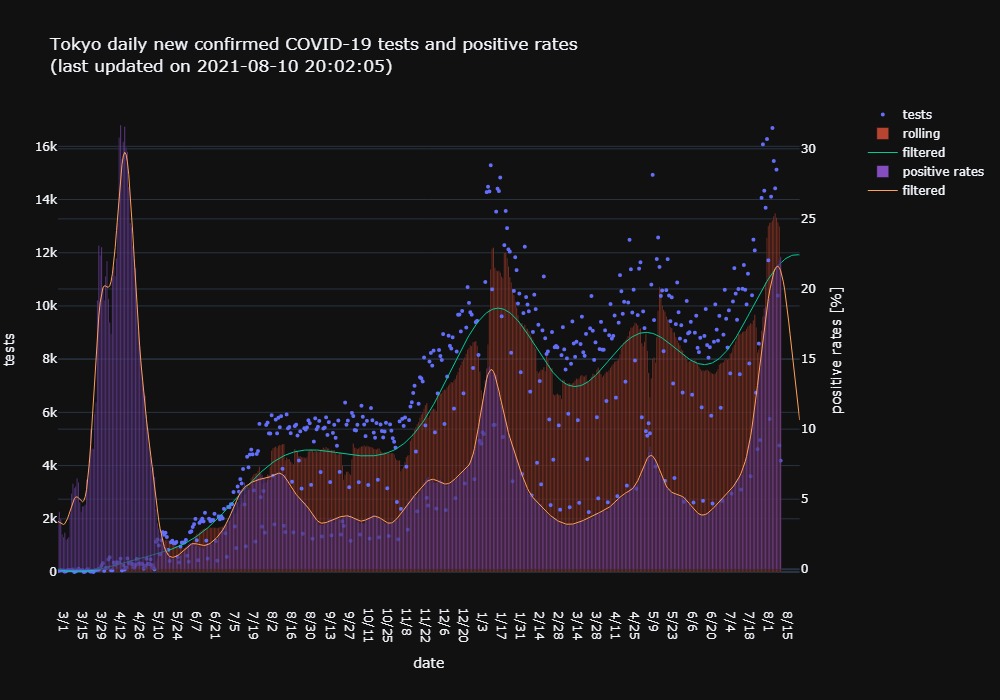 Tokyo daily new confirmed COVID-19 tests and positive rates
(last updated on 2021-08-10 20:02:05)
tests
rolling
filtered
positive rates
filtered
16k
14k
12k
10k
8k
6k
4k
2k
0
tests
30
25
20
15
10
5
0
positive rates [%]
3/1
3/15
3/29
4/12
4/26
5/10
5/24
6/7
6/21
7/5
7/19
8/2
8/16
8/30
9/13
9/27
10/11
10/25
11/8
11/22
12/6
12/20
1/3
1/17
1/31
2/14
2/28
3/14
3/28
4/11
4/25
5/9
5/23
6/6
6/20
7/4
7/18
8/1
8/15
date